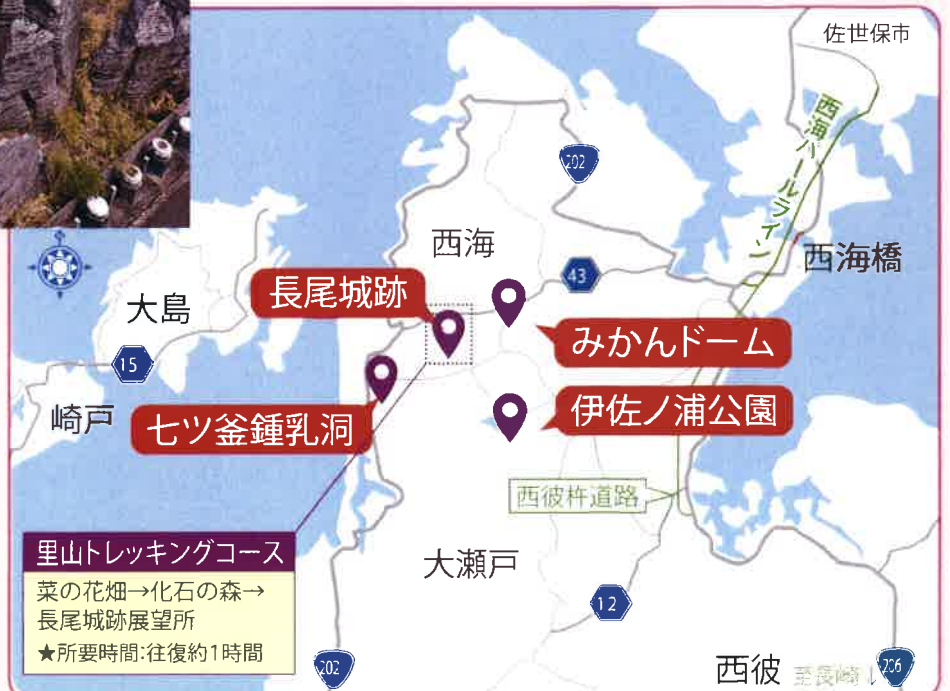 佐世保市
西海パールライン
202
西海
西海橋
43
長尾城跡
大島
みかんドーム
15
崎戸
七ツ釜鍾乳洞
伊佐ノ浦公園
西彼杵道路
里山トレッキングコース
菜の花畑→化石の森→
長尾城跡展望所
★所要時間:往復約1時間
大瀬戸
12
202
西彼
至長崎↓
206